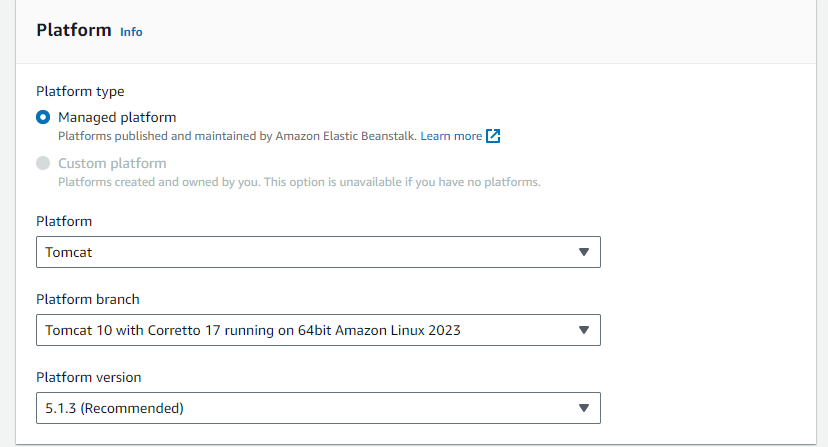 Platform Info
Platform type
Managed platform
Platforms published and maintained by Amazon Elastic Beanstalk. Learn more
Custom platform
Platforms created and owned by you. This option is unavailable if you have no platforms.
Platform
Tomcat
Platform branch
Tomcat 10 with Corretto 17 running on 64bit Amazon Linux 2023
Platform version
5.1.3 (Recommended)